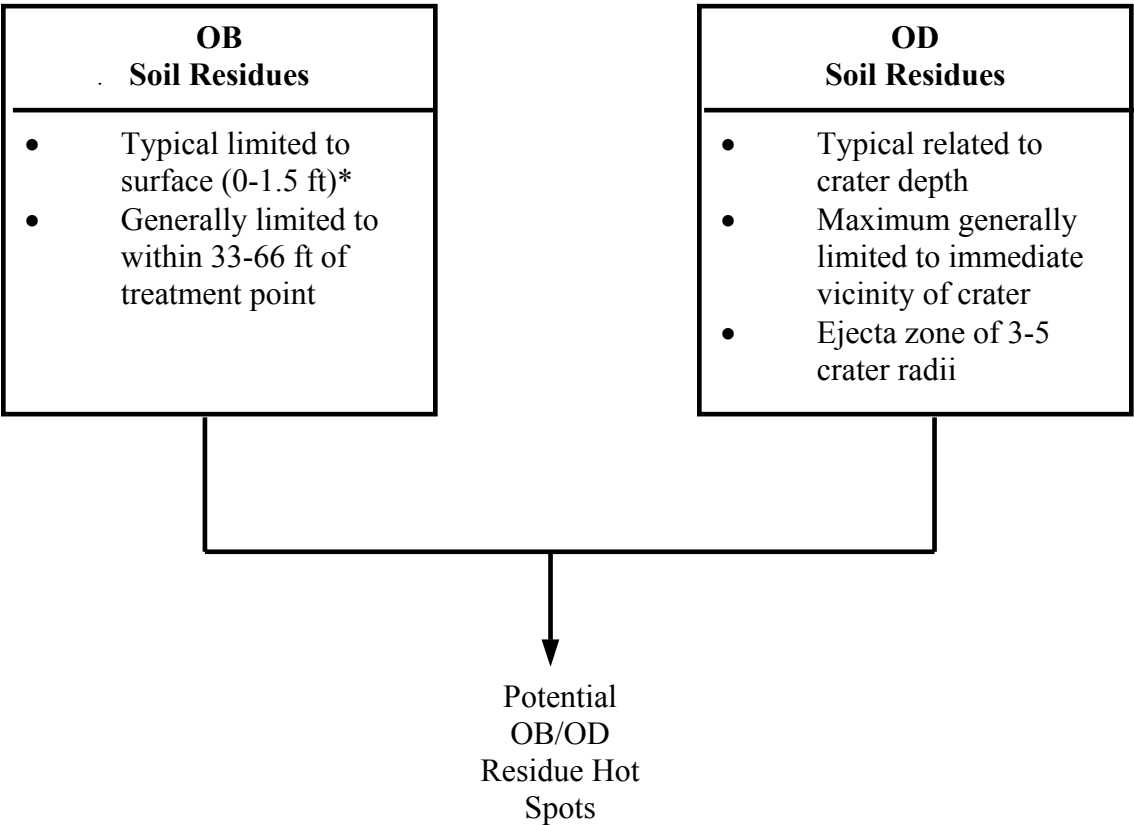 OB
. Soil Residues
• Typical limited to
surface (0-1.5 ft)*
• Generally limited to
within 33-66 ft of
treatment point
OD
Soil Residues
• Typical related to
crater depth
• Maximum generally
limited to immediate
vicinity of crater
• Ejecta zone of 3-5
crater radii
Potential
OB/OD
Residue Hot
Spots